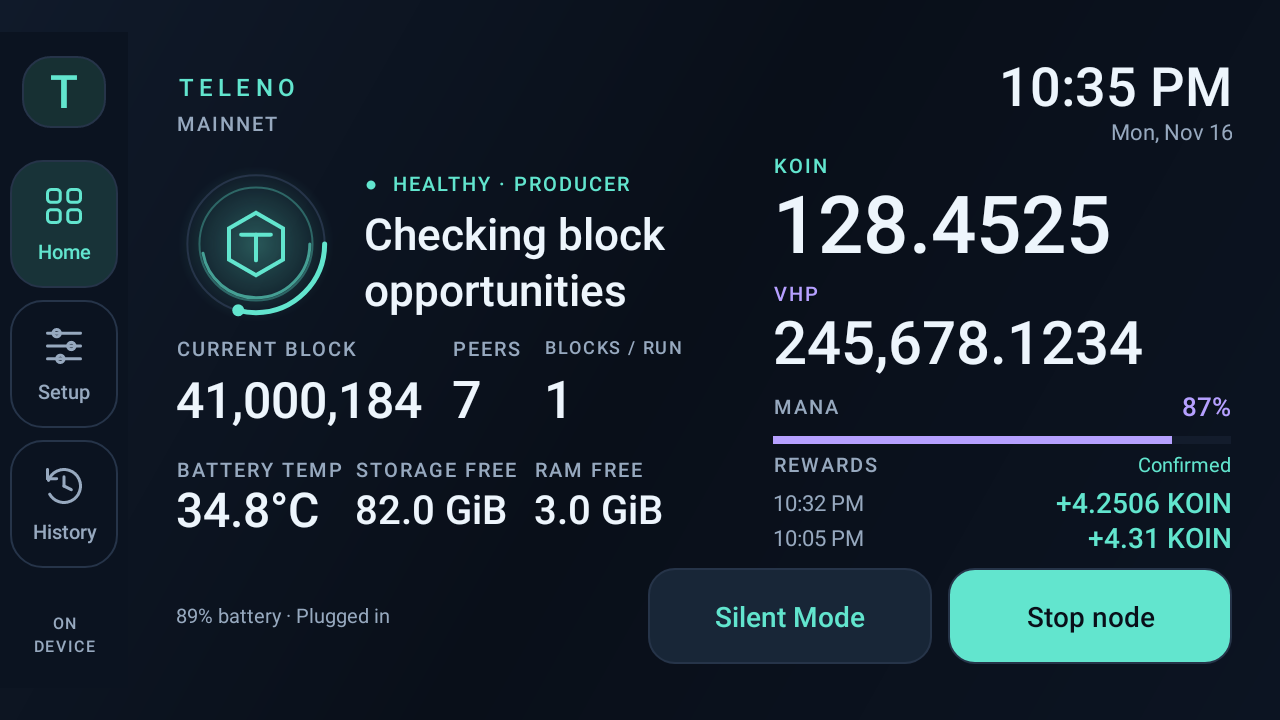 T
Home
Setup
History
ON
DEVICE
TELENO
MAINNET
● HEALTHY · PRODUCER
Checking block
opportunities
CURRENT BLOCK PEERS BLOCKS / RUN
41,000,184 7 1
BATTERY TEMP STORAGE FREE RAM FREE
34.8°C 82.0 GiB 3.0 GiB
89% battery · Plugged in
10:35 PM
Mon, Nov 16
KOIN
128.4525
VHP
245,678.1234
MANA 87%
REWARDS Confirmed
10:32 PM +4.2506 KOIN
10:05 PM +4.31 KOIN
Silent Mode Stop node